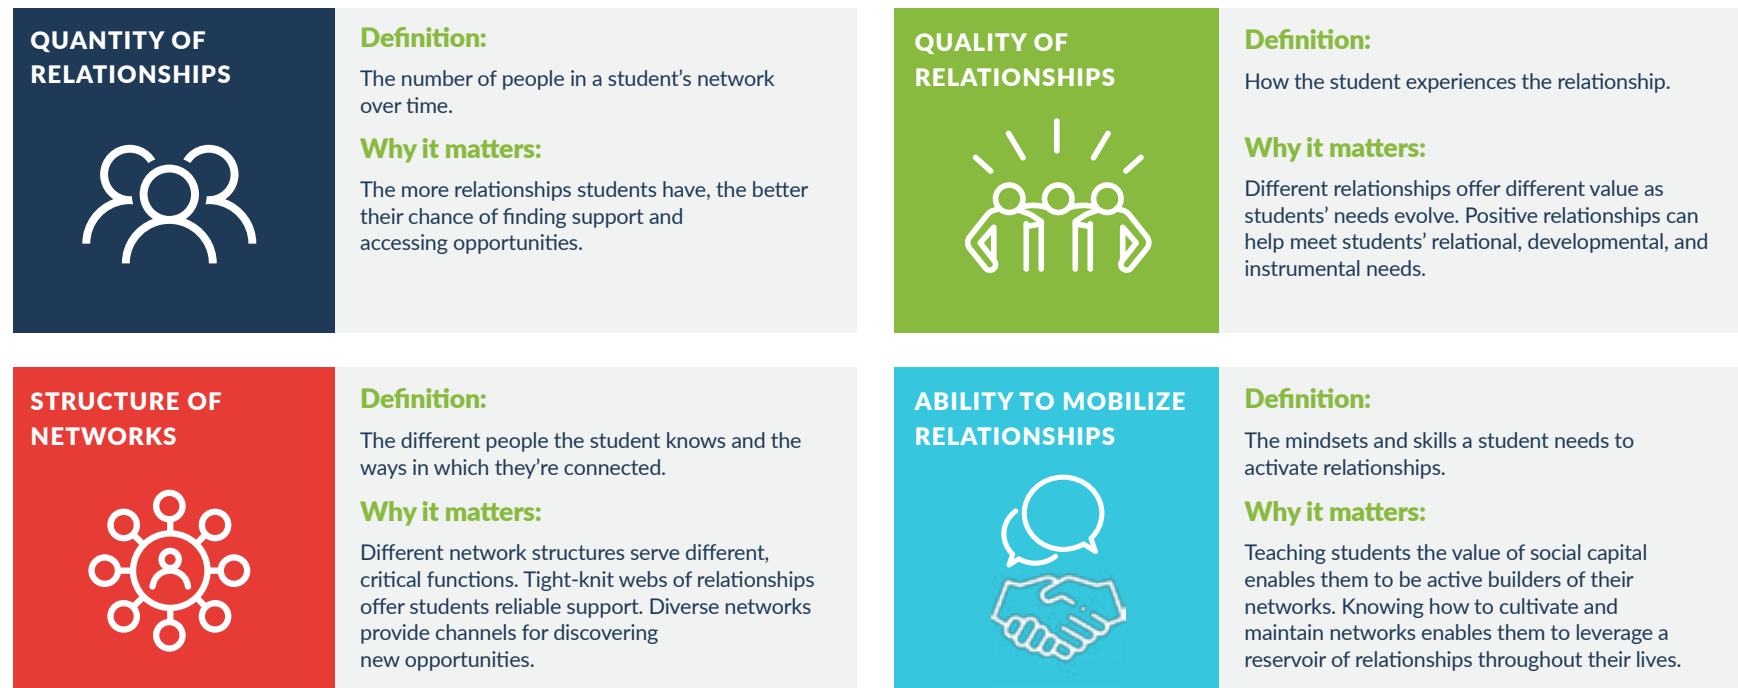 QUANTITY OF
RELATIONSHIPS
Definition:
The number of people in a student’s network
over time.
Why it matters:
The more relationships students have, the better
their chance of finding support and
accessing opportunities.
QUALITY OF
RELATIONSHIPS
Definition:
How the student experiences the relationship.
Why it matters:
Different relationships offer different value as
students’ needs evolve. Positive relationships can
help meet students’ relational, developmental, and
instrumental needs.
STRUCTURE OF
NETWORKS
Definition:
The different people the student knows and the
ways in which they’re connected.
Why it matters:
Different network structures serve different,
critical functions. Tight-knit webs of relationships
offer students reliable support. Diverse networks
provide channels for discovering
new opportunities.
ABILITY TO MOBILIZE
RELATIONSHIPS
Definition:
The mindsets and skills a student needs to
activate relationships.
Why it matters:
Teaching students the value of social capital
enables them to be active builders of their
networks. Knowing how to cultivate and
maintain networks enables them to leverage a
reservoir of relationships throughout their lives.